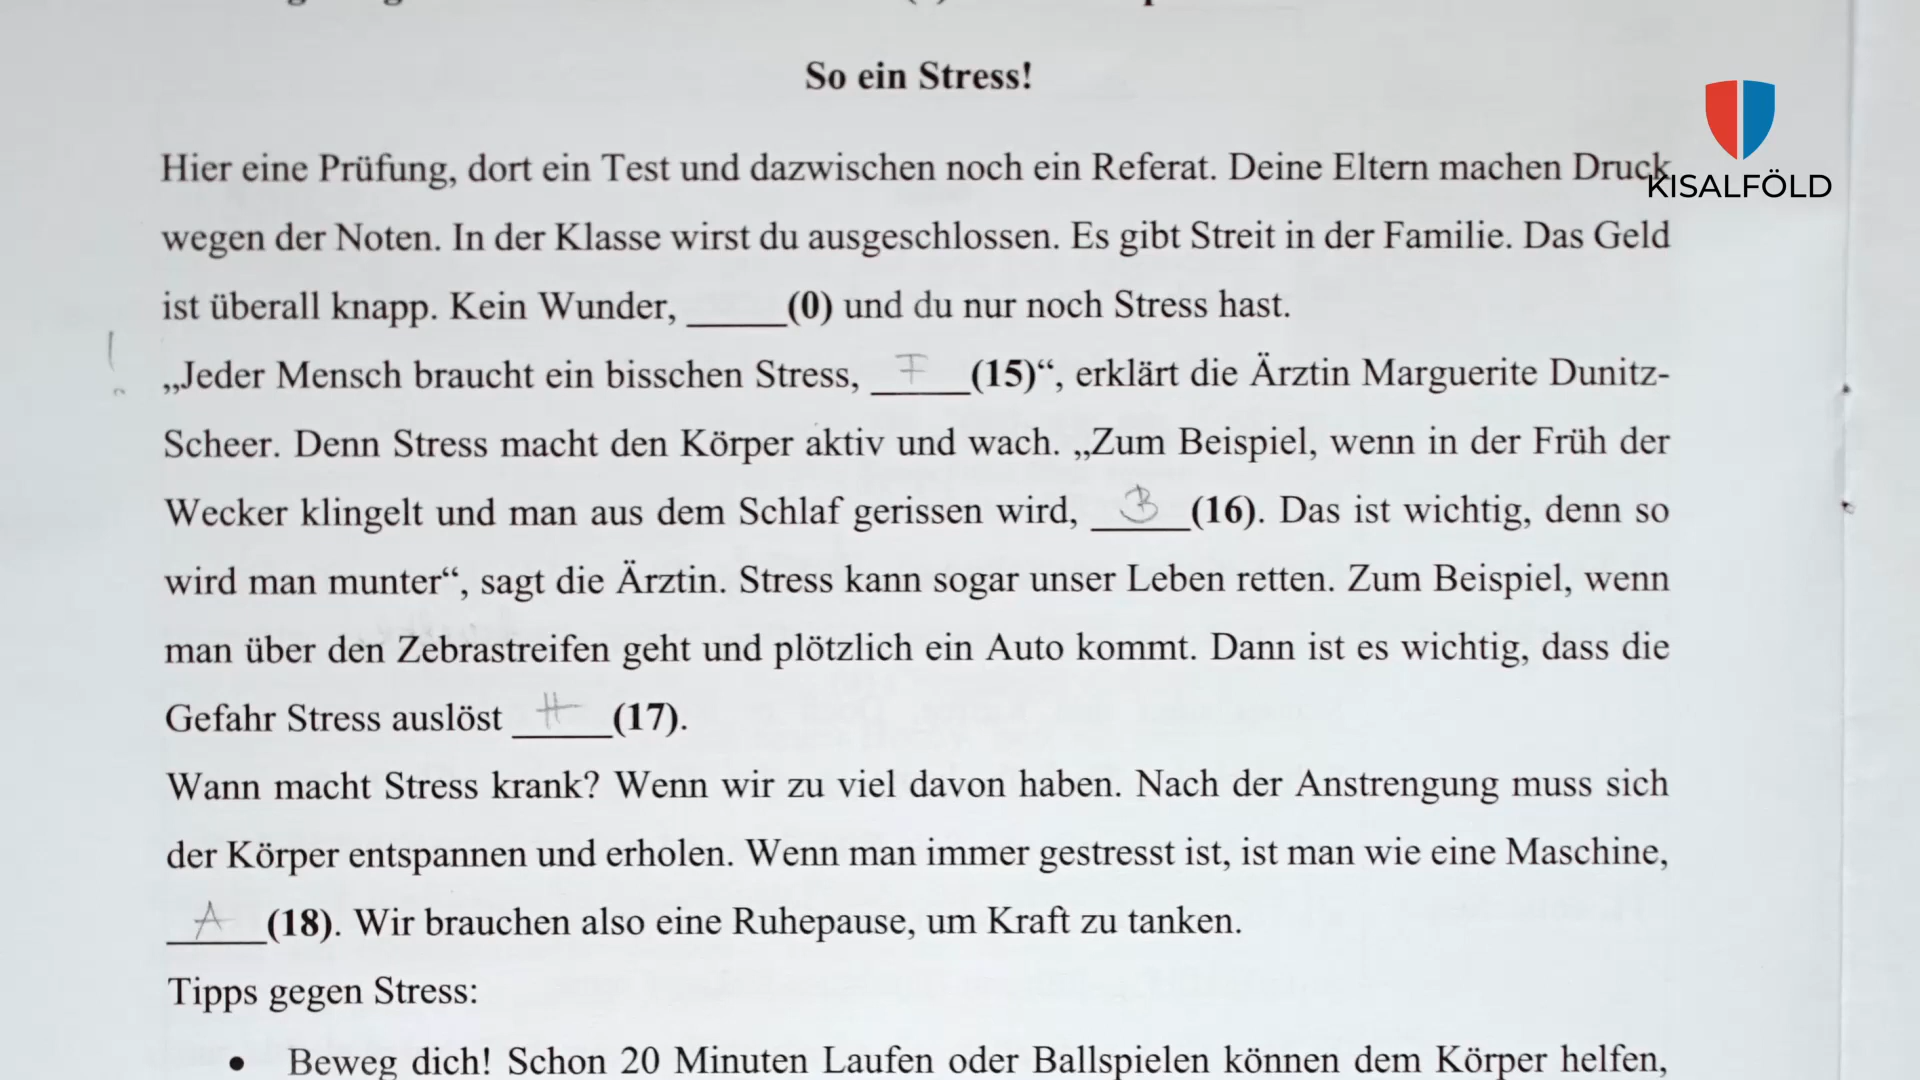 So ein Stress!
KISALFÖLD
Hier eine Prüfung, dort ein Test und dazwischen noch ein Referat. Deine Eltern machen Druck
wegen der Noten. In der Klasse wirst du ausgeschlossen. Es gibt Streit in der Familie. Das Geld
ist überall knapp. Kein Wunder, _____(0) und du nur noch Stress hast.
„Jeder Mensch braucht ein bisschen Stress, F (15)“, erklärt die Ärztin Marguerite Dunitz-
Scheer. Denn Stress macht den Körper aktiv und wach. „Zum Beispiel, wenn in der Früh der
Wecker klingelt und man aus dem Schlaf gerissen wird, B (16). Das ist wichtig, denn so
wird man munter“, sagt die Ärztin. Stress kann sogar unser Leben retten. Zum Beispiel, wenn
man über den Zebrastreifen geht und plötzlich ein Auto kommt. Dann ist es wichtig, dass die
Gefahr Stress auslöst H (17).
Wann macht Stress krank? Wenn wir zu viel davon haben. Nach der Anstrengung muss sich
der Körper entspannen und erholen. Wenn man immer gestresst ist, ist man wie eine Maschine,
A (18). Wir brauchen also eine Ruhepause, um Kraft zu tanken.
Tipps gegen Stress:
• Beweg dich! Schon 20 Minuten Laufen oder Ballspielen können dem Körper helfen,